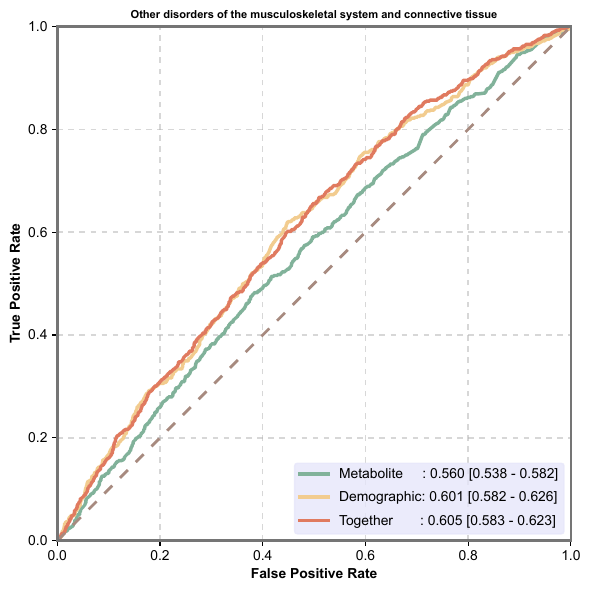 Other disorders of the musculoskeletal system and connective tissue
True Positive Rate
1.0
0.8
0.6
0.4
0.2
0.0
Metabolite : 0.560 [0.538 - 0.582]
Demographic: 0.601 [0.582 - 0.626]
Together : 0.605 [0.583 - 0.623]
0.0 0.2 0.4 0.6 0.8 1.0
False Positive Rate